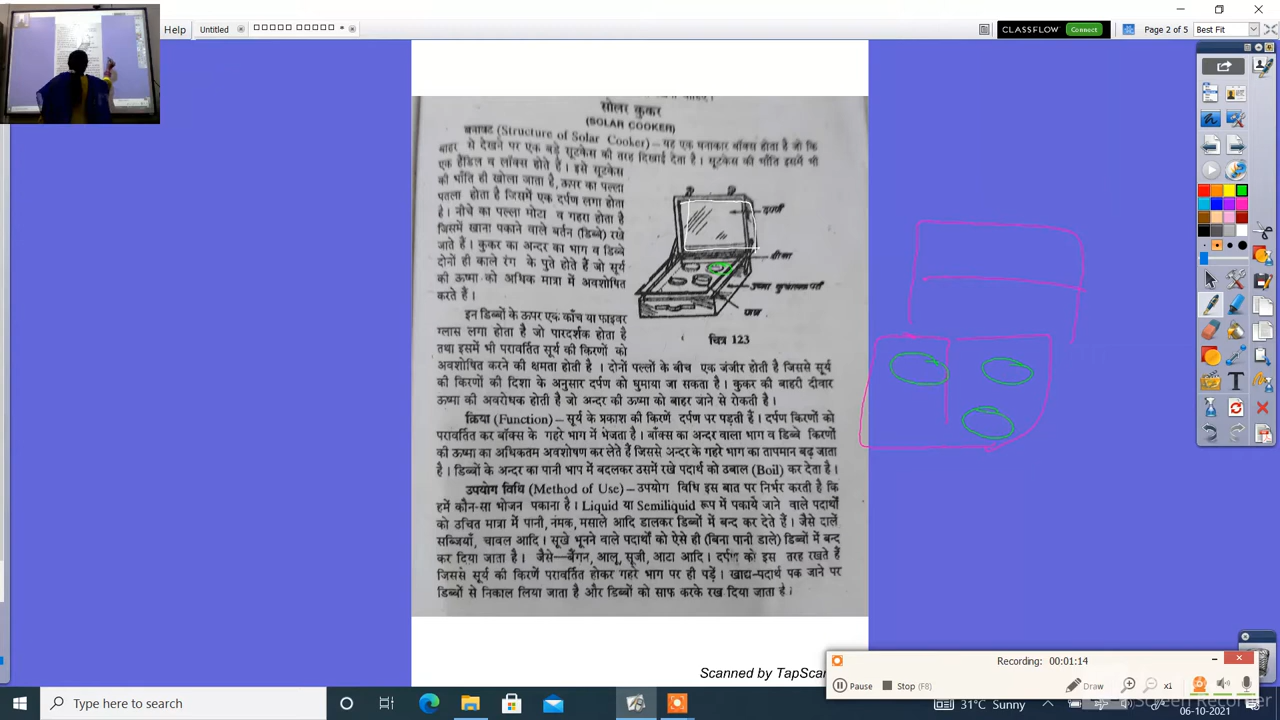 Help
Untitled
CLASSFLOW
Connect
Page 2 of 5
Best Fit
सोलर कुकर
(SOLAR COOKER)
बनावट (Structure of Solar Cooker) – यह एक घनाकार बॉक्स होता है जो कि
बाहर से देखने पर एक बड़े सूटकेस की तरह दिखाई देता है। सूटकेस की भाँति इसमें भी
एक हैंडिल व लॉक्स होते हैं। इसे सूटकेस
की भाँति ही खोला जाता है, ऊपर का पल्ला
पतला होता है जिसमें एक दर्पण लगा होता
है। नीचे का पल्ला मोटा व गहरा होता है
जिसमें खाना पकाने वाले बर्तन (डिब्बे) रखे
जाते हैं। कुकर का अन्दर का भाग व डिब्बे
दोनों ही काले रंग के पुते होते हैं जो सूर्य
की ऊष्मा को अधिक मात्रा में अवशोषित
करते हैं।
दर्पण
शीशा
ऊष्मा कुचालक पर्त
पात्र
चित्र 123
इन डिब्बों के ऊपर एक काँच या फाइबर
ग्लास लगा होता है जो पारदर्शक होता है
तथा इसमें भी परावर्तित सूर्य की किरणों को
अवशोषित करने की क्षमता होती है। दोनों पल्लों के बीच एक जंजीर होती है जिससे सूर्य
की किरणों की दिशा के अनुसार दर्पण को घुमाया जा सकता है। कुकर की बाहरी दीवार
ऊष्मा की अवरोधक होती है जो अन्दर की ऊष्मा को बाहर जाने से रोकती है।
क्रिया (Function) – सूर्य के प्रकाश की किरणें दर्पण पर पड़ती हैं। दर्पण किरणों को
परावर्तित कर बॉक्स के गहरे भाग में भेजता है। बॉक्स का अन्दर वाला भाग व डिब्बे किरणों
की ऊष्मा का अधिकतम अवशोषण कर लेते हैं जिससे अन्दर के गहरे भाग का तापमान बढ़ जाता
है। डिब्बों के अन्दर का पानी भाप में बदलकर उसमें रखे पदार्थ को उबाल (Boil) कर देता है।
उपयोग विधि (Method of Use) – उपयोग विधि इस बात पर निर्भर करती है कि
हमें कौन-सा भोजन पकाना है। Liquid या Semiliquid रूप में पकाये जाने वाले पदार्थों
को उचित मात्रा में पानी, नमक, मसाले आदि डालकर डिब्बों में बन्द कर देते हैं। जैसे दालें
सब्जियाँ, चावल आदि। सूखे भूनने वाले पदार्थों को ऐसे ही (बिना पानी डाले) डिब्बों में बन्द
कर दिया जाता है। जैसे—बैंगन, आलू, सूजी, आटा आदि। दर्पण को इस तरह रखते हैं
जिससे सूर्य की किरणें परावर्तित होकर गहरे भाग पर ही पड़ें। खाद्य-पदार्थ पक जाने पर
डिब्बों से निकाल लिया जाता है और डिब्बों को साफ करके रख दिया जाता है।
Scanned by TapScan
Recording: 00:01:14
Pause
Stop (F8)
Draw
x1
Screencast-O-Matic Recorder
Type here to search
31°C Sunny
06-10-2021